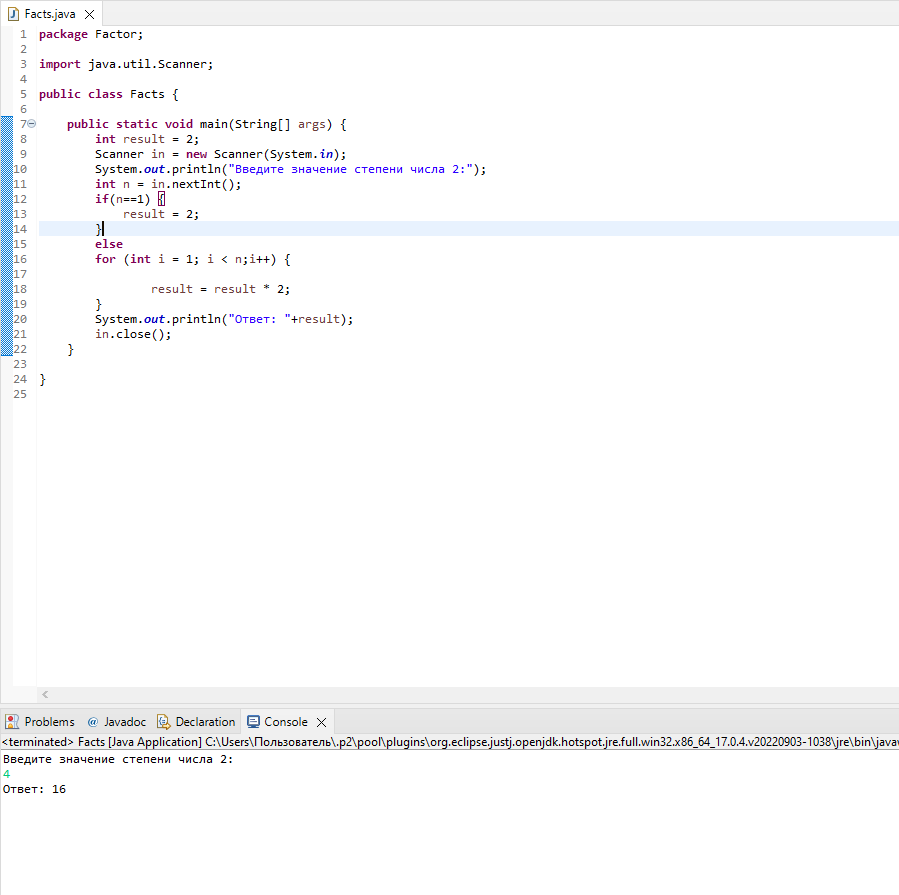 Facts.java
1 package Factor;
2
3 import java.util.Scanner;
4
5 public class Facts {
6
7 public static void main(String[] args) {
8 int result = 2;
9 Scanner in = new Scanner(System.in);
10 System.out.println("Введите значение степени числа 2:");
11 int n = in.nextInt();
12 if(n==1) {
13 result = 2;
14 }
15 else
16 for (int i = 1; i < n;i++) {
17
18 result = result * 2;
19 }
20 System.out.println("Ответ: "+result);
21 in.close();
22 }
23
24 }
25
Problems @ Javadoc Declaration Console
<terminated> Facts [Java Application] C:\Users\Пользователь\.p2\pool\plugins\org.eclipse.justj.openjdk.hotspot.jre.full.win32.x86_64_17.0.4.v20220903-1038\jre\bin\javaw
Введите значение степени числа 2:
4
Ответ: 16